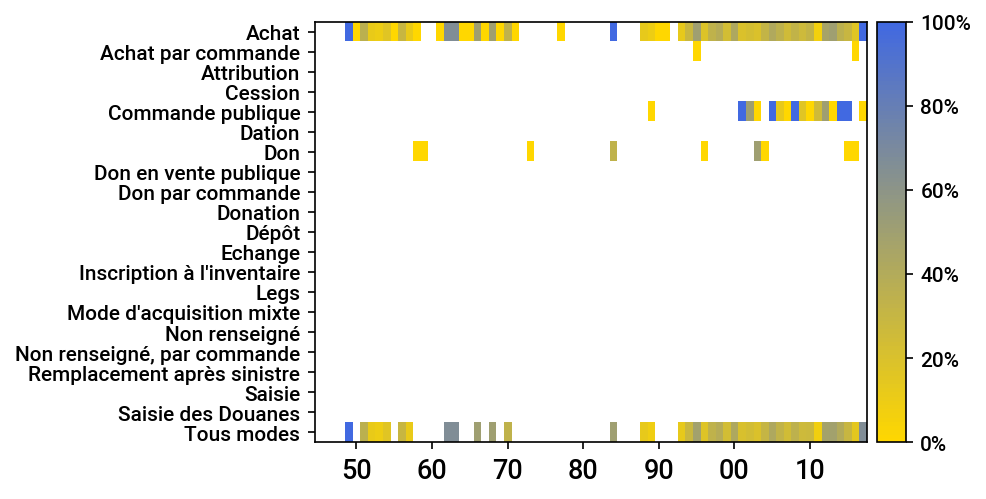 Achat
Achat par commande
Attribution
Cession
Commande publique
Dation
Don
Don en vente publique
Don par commande
Donation
Dépôt
Echange
Inscription à l'inventaire
Legs
Mode d'acquisition mixte
Non renseigné
Non renseigné, par commande
Remplacement après sinistre
Saisie
Saisie des Douanes
Tous modes
50 60 70 80 90 00 10
100%
80%
60%
40%
20%
0%